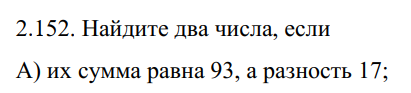 2.152. Найдите два числа, если
А) их сумма равна 93, а разность 17;